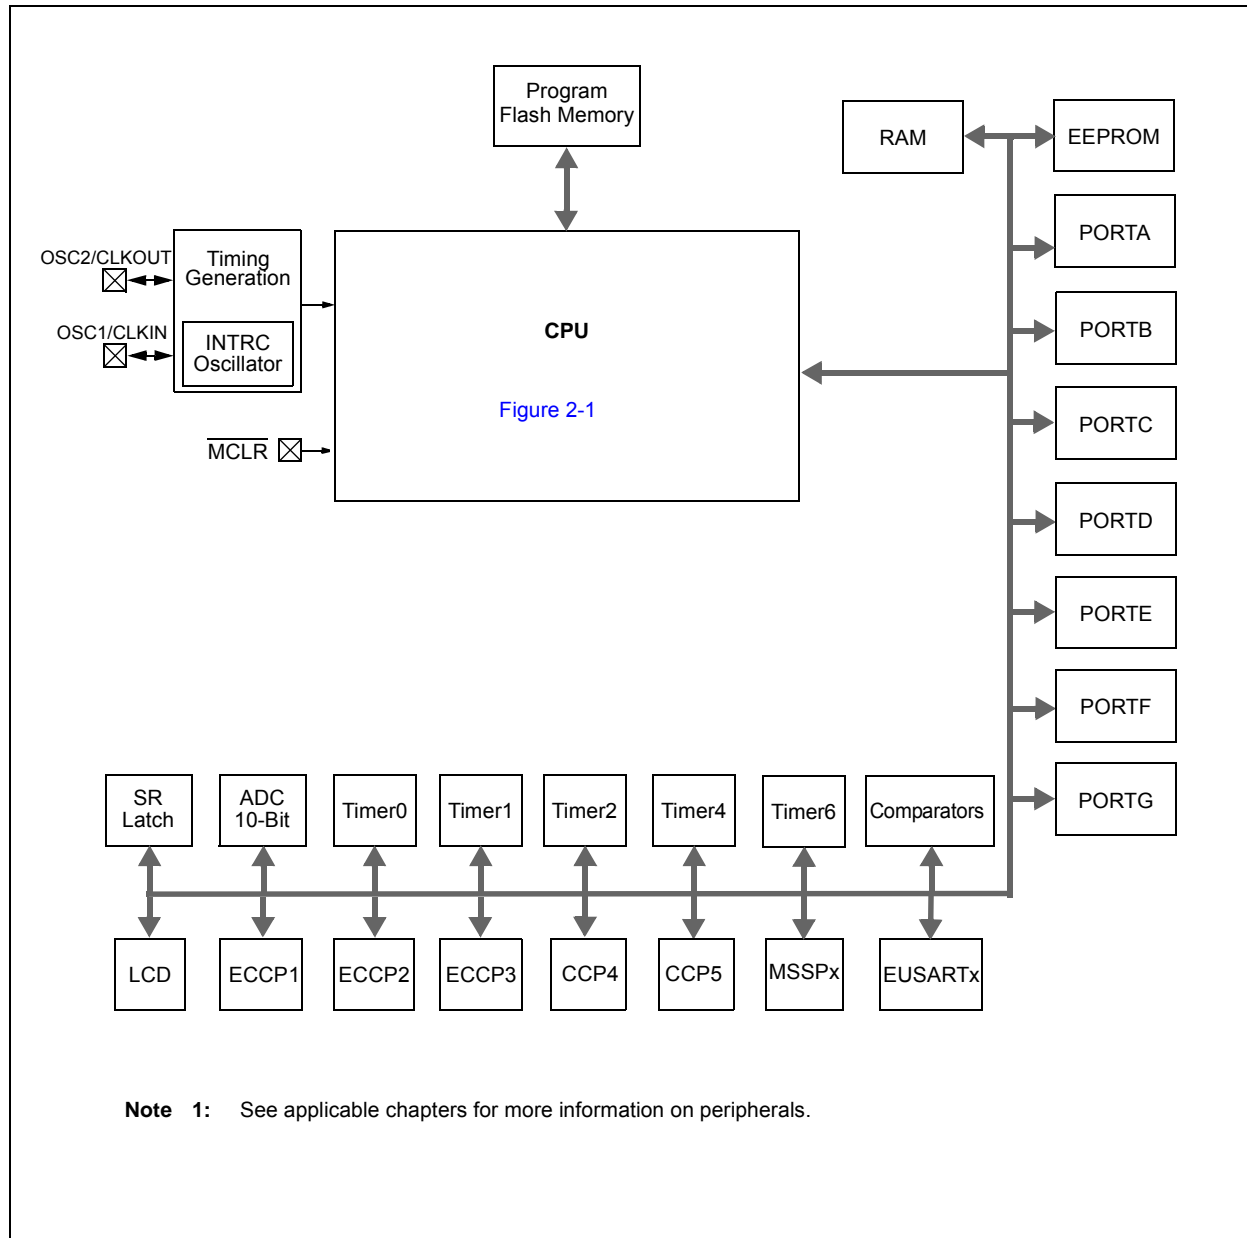 Program
Flash Memory
RAM
EEPROM
PORTA
OSC2/CLKOUT
Timing
Generation
OSC1/CLKIN
INTRC
Oscillator
CPU
PORTB
Figure 2-1
PORTC
MCLR
PORTD
PORTE
PORTF
SR
Latch
ADC
10-Bit
Timer0
Timer1
Timer2
Timer4
Timer6
Comparators
PORTG
LCD
ECCP1
ECCP2
ECCP3
CCP4
CCP5
MSSPx
EUSARTx
Note 1: See applicable chapters for more information on peripherals.